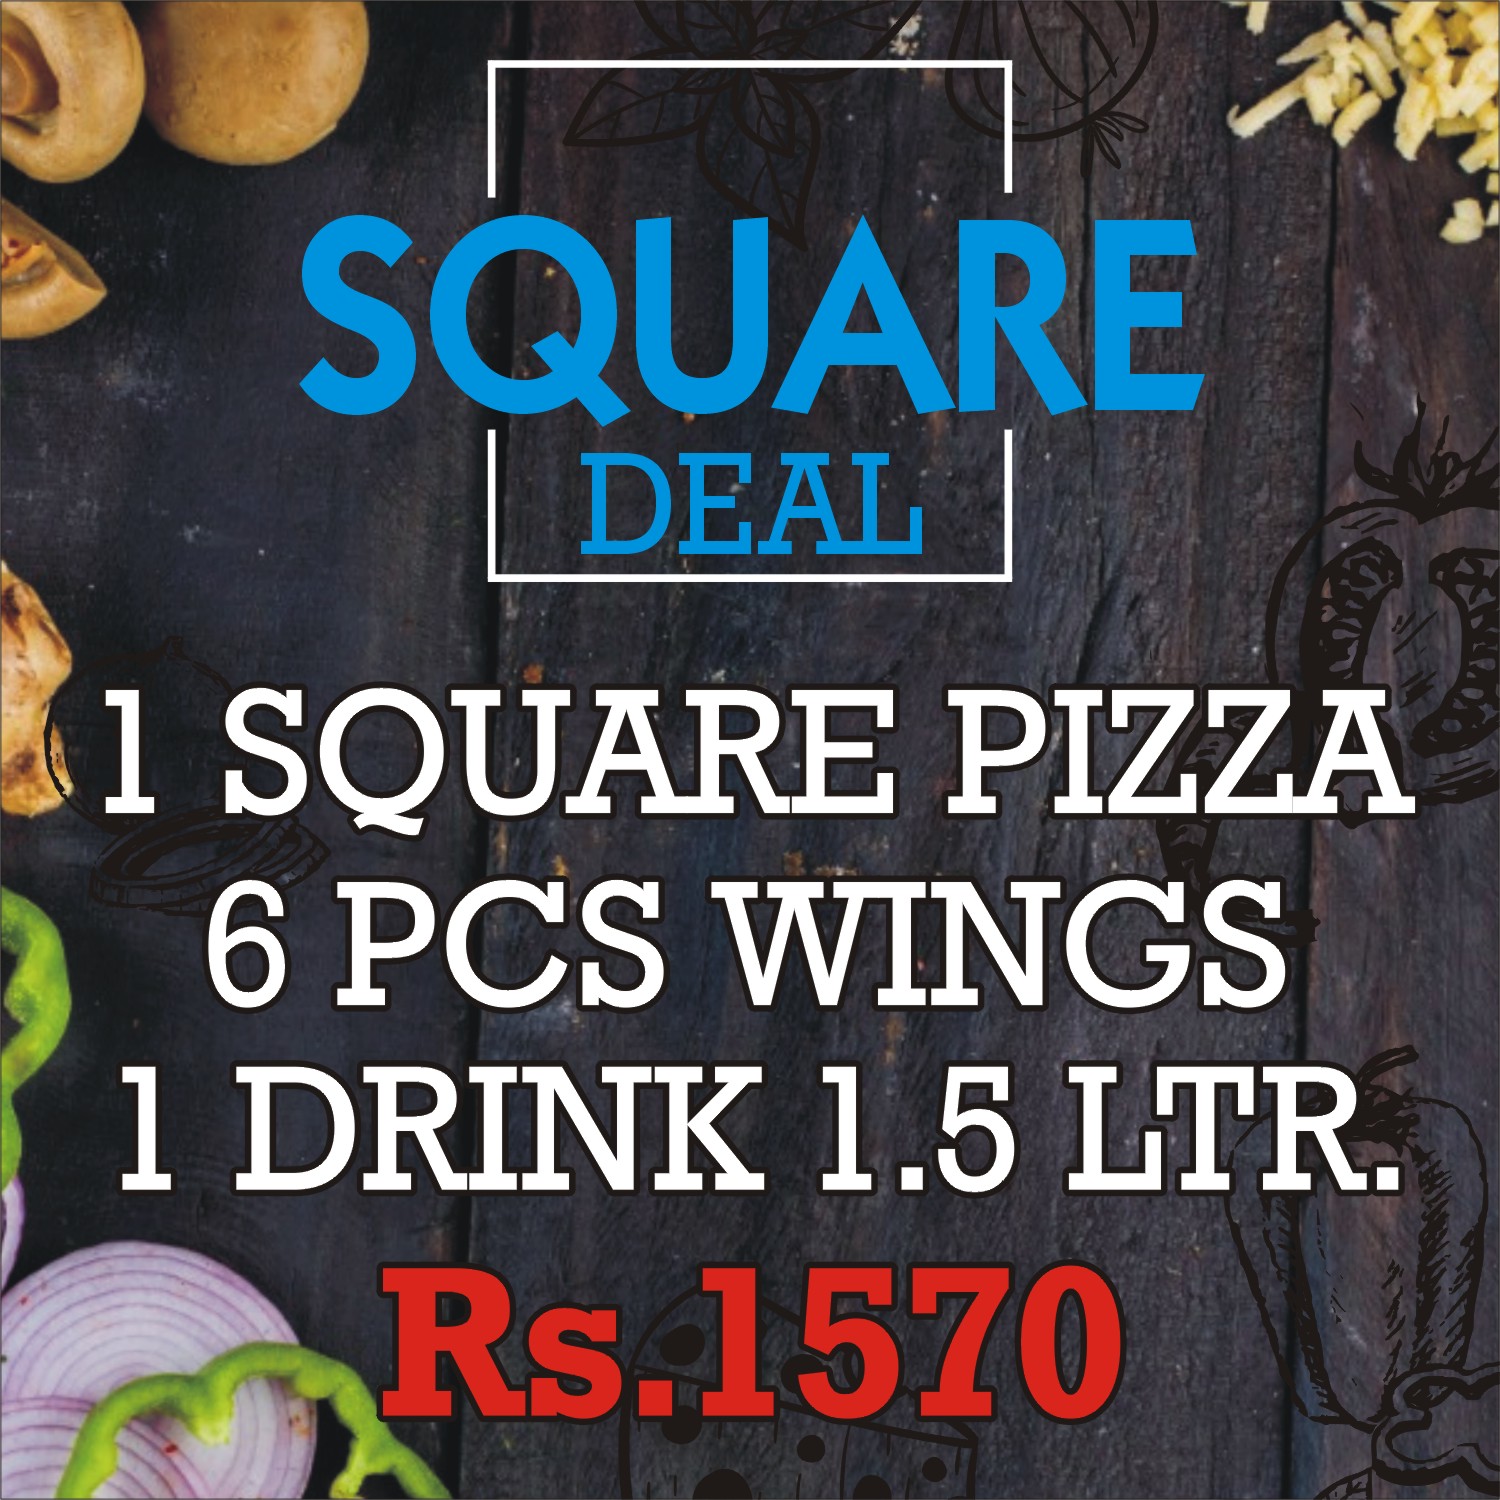 SQUARE
DEAL
1 SQUARE PIZZA
6 PCS WINGS
1 DRINK 1.5 LTR.
Rs.1570